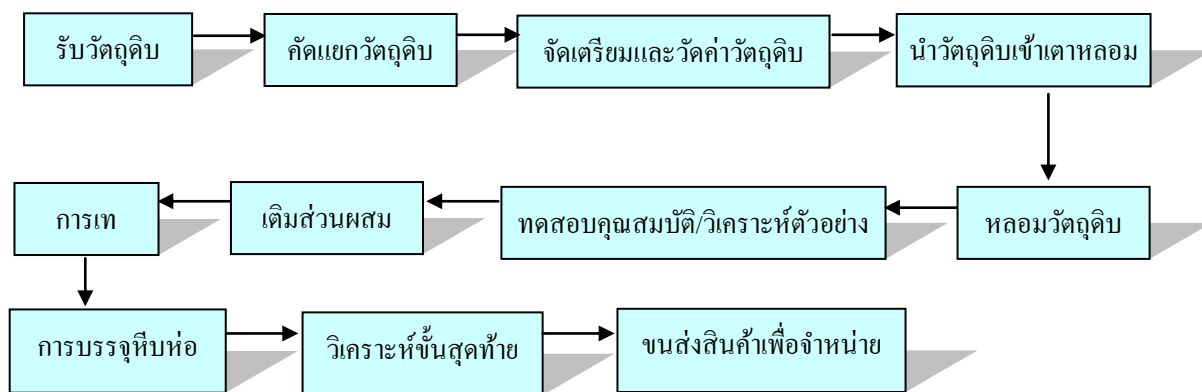 รับวัตถุดิบ
คัดแยกวัตถุดิบ
จัดเตรียมและวัดค่าวัตถุดิบ
นำวัตถุดิบเข้าเตาหลอม
หลอมวัตถุดิบ
ทดสอบคุณสมบัติ/วิเคราะห์ตัวอย่าง
เติมส่วนผสม
การเท
การบรรจุหีบห่อ
วิเคราะห์ขั้นสุดท้าย
ขนส่งสินค้าเพื่อจำหน่าย